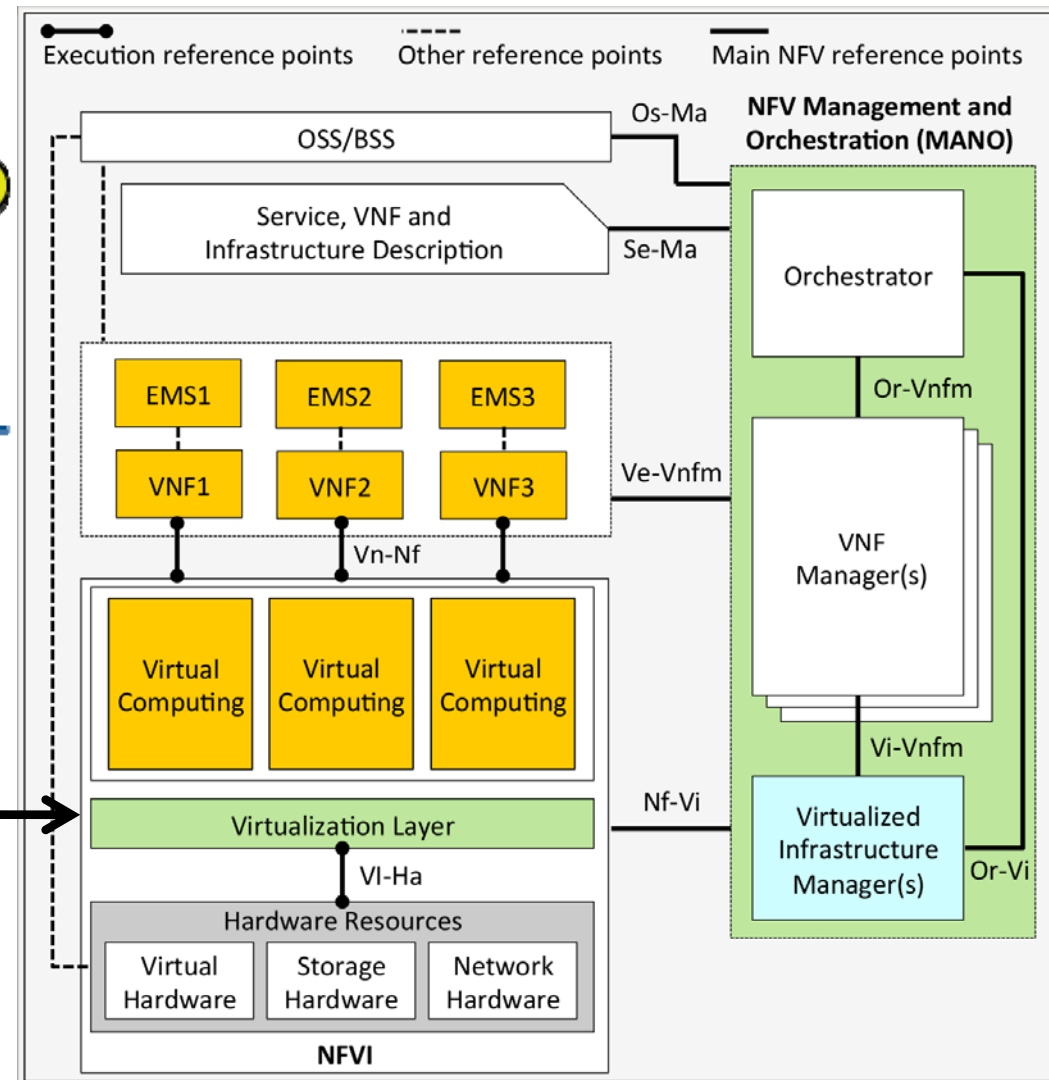 Execution reference points
Other reference points
Main NFV reference points
Os-Ma
NFV Management and
Orchestration (MANO)
OSS/BSS
Service, VNF and
Infrastructure Description
Se-Ma
Orchestrator
EMS1
EMS2
EMS3
Or-Vnfm
VNF1
VNF2
VNF3
Ve-Vnfm
Vn-Nf
VNF
Manager(s)
Virtual
Computing
Virtual
Computing
Virtual
Computing
Vi-Vnfm
Nf-Vi
Virtualization Layer
Virtualized
Infrastructure
Manager(s)
Or-Vi
VI-Ha
Hardware Resources
Virtual
Hardware
Storage
Hardware
Network
Hardware
NFVI